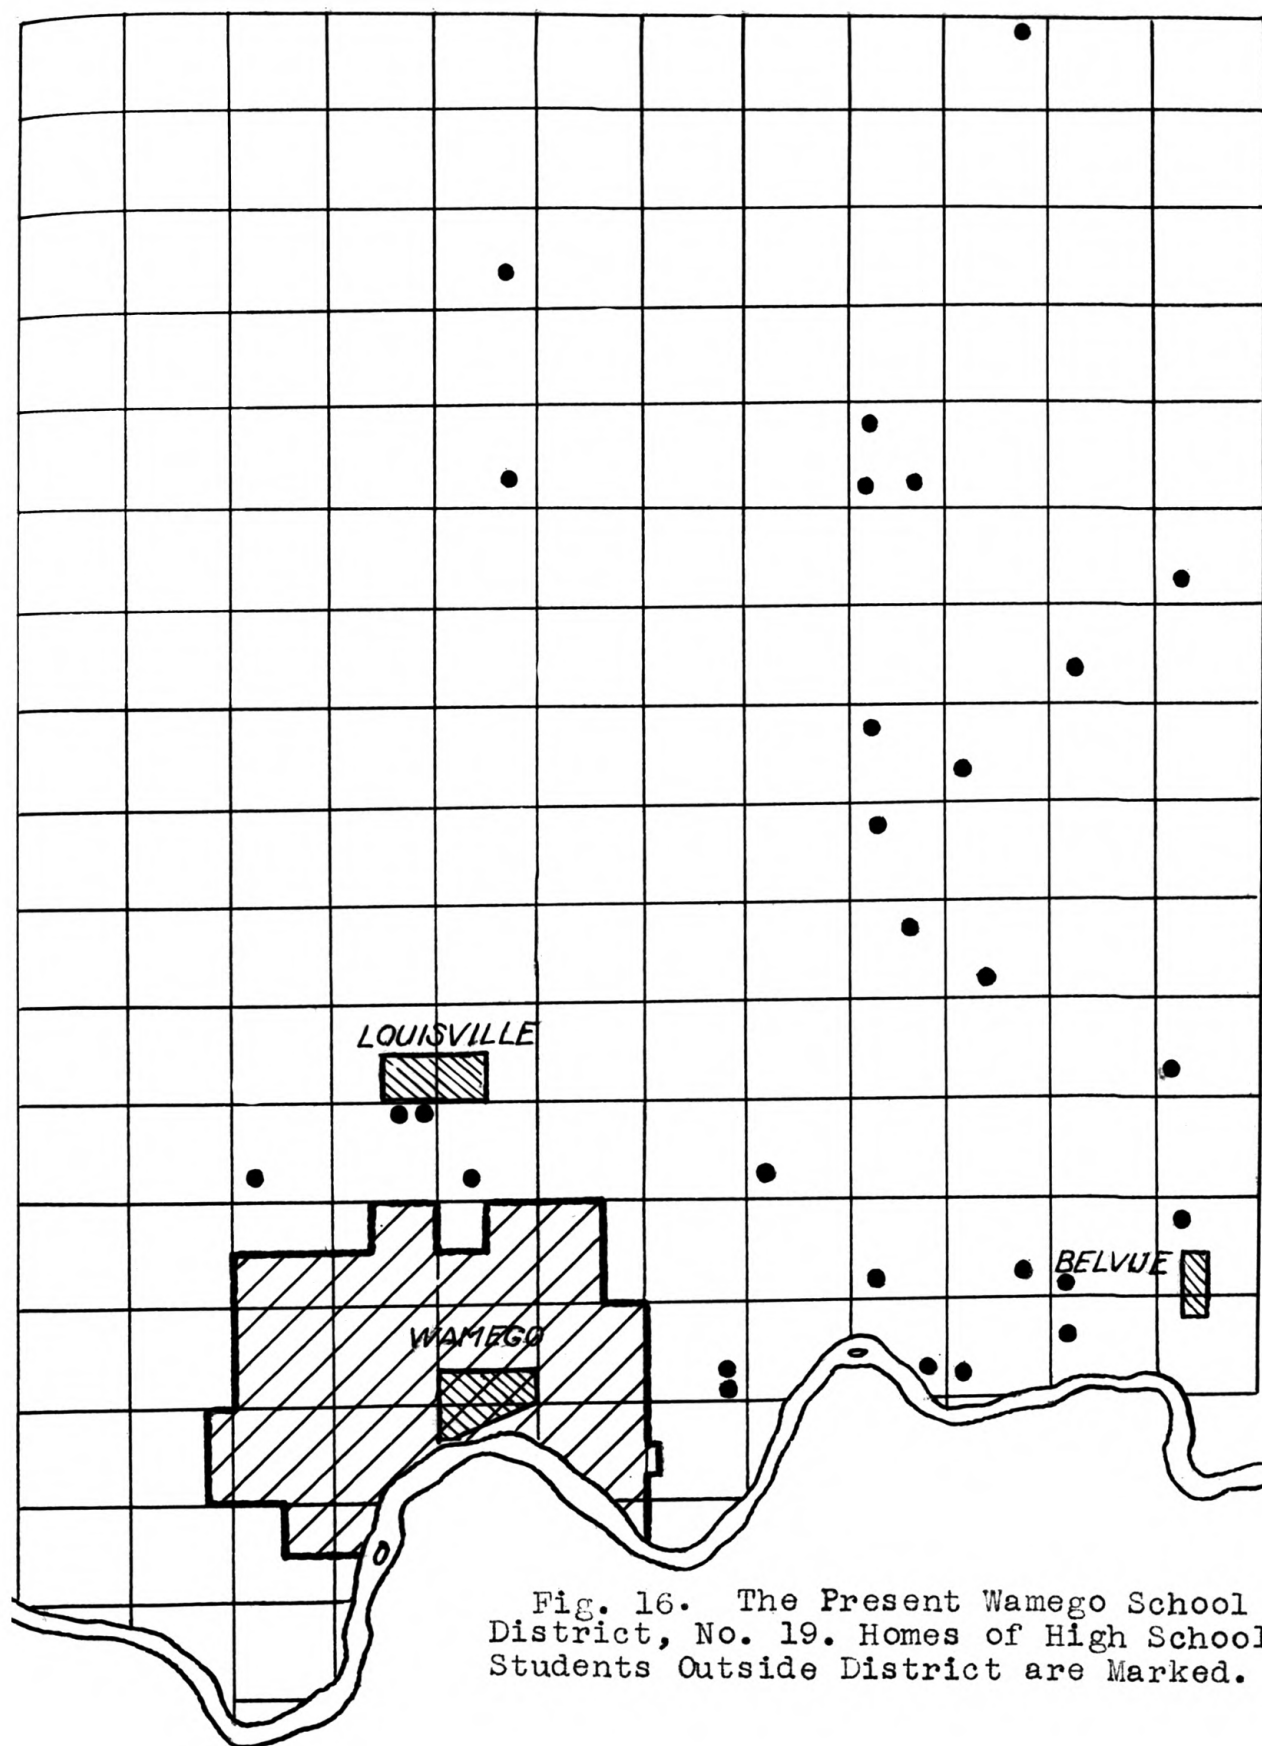 LOUISVILLE
BELVUE
WAMEGO
Fig. 16. The Present Wamego School
District, No. 19. Homes of High School
Students Outside District are Marked.